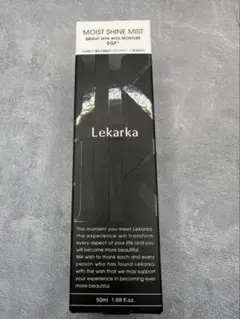 MOIST SHINE MIST
BRIGHT SKIN WITH MOISTURE
EGF*
Lekarka
The moment you meet Lekarka,
the experience will transform
every aspect of your life and you
will become more beautiful.
We wish to thank each and every
person who has found Lekarka
with the wish that we may support
your experience in becoming ever
more beautiful.
50ml 1.69 fl.oz.